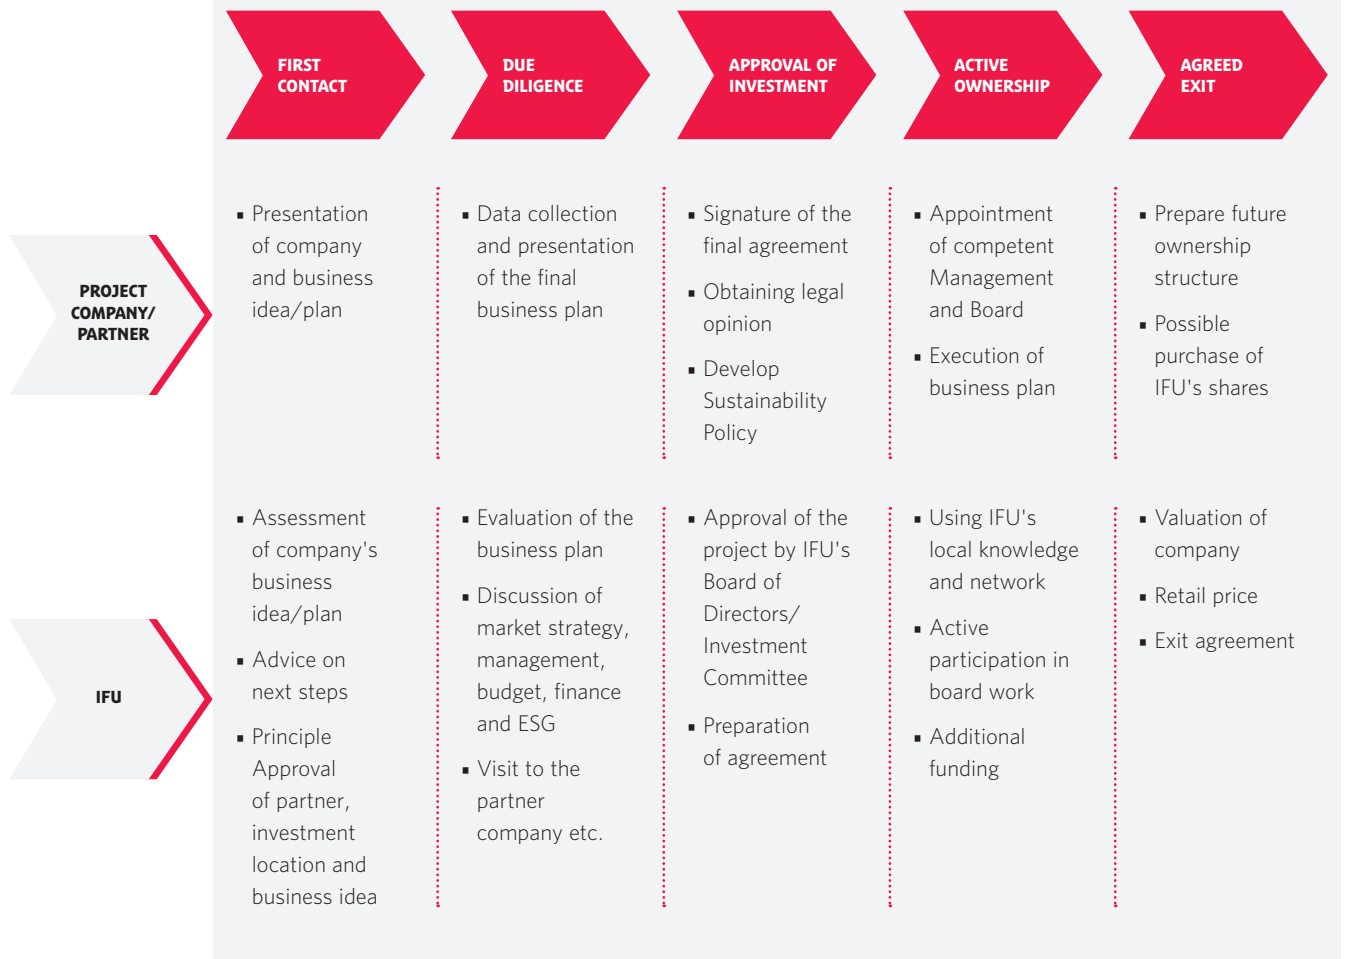 FIRST
CONTACT
DUE
DILIGENCE
APPROVAL OF
INVESTMENT
ACTIVE
OWNERSHIP
AGREED
EXIT
PROJECT
COMPANY/
PARTNER
▪ Presentation
of company
and business
idea/plan
▪ Data collection
and presentation
of the final
business plan
▪ Signature of the
final agreement
▪ Obtaining legal
opinion
▪ Develop
Sustainability
Policy
▪ Appointment
of competent
Management
and Board
▪ Execution of
business plan
▪ Prepare future
ownership
structure
▪ Possible
purchase of
IFU's shares
IFU
▪ Assessment
of company's
business
idea/plan
▪ Advice on
next steps
▪ Principle
Approval
of partner,
investment
location and
business idea
▪ Evaluation of the
business plan
▪ Discussion of
market strategy,
management,
budget, finance
and ESG
▪ Visit to the
partner
company etc.
▪ Approval of the
project by IFU's
Board of
Directors/
Investment
Committee
▪ Preparation
of agreement
▪ Using IFU's
local knowledge
and network
▪ Active
participation in
board work
▪ Additional
funding
▪ Valuation of
company
▪ Retail price
▪ Exit agreement